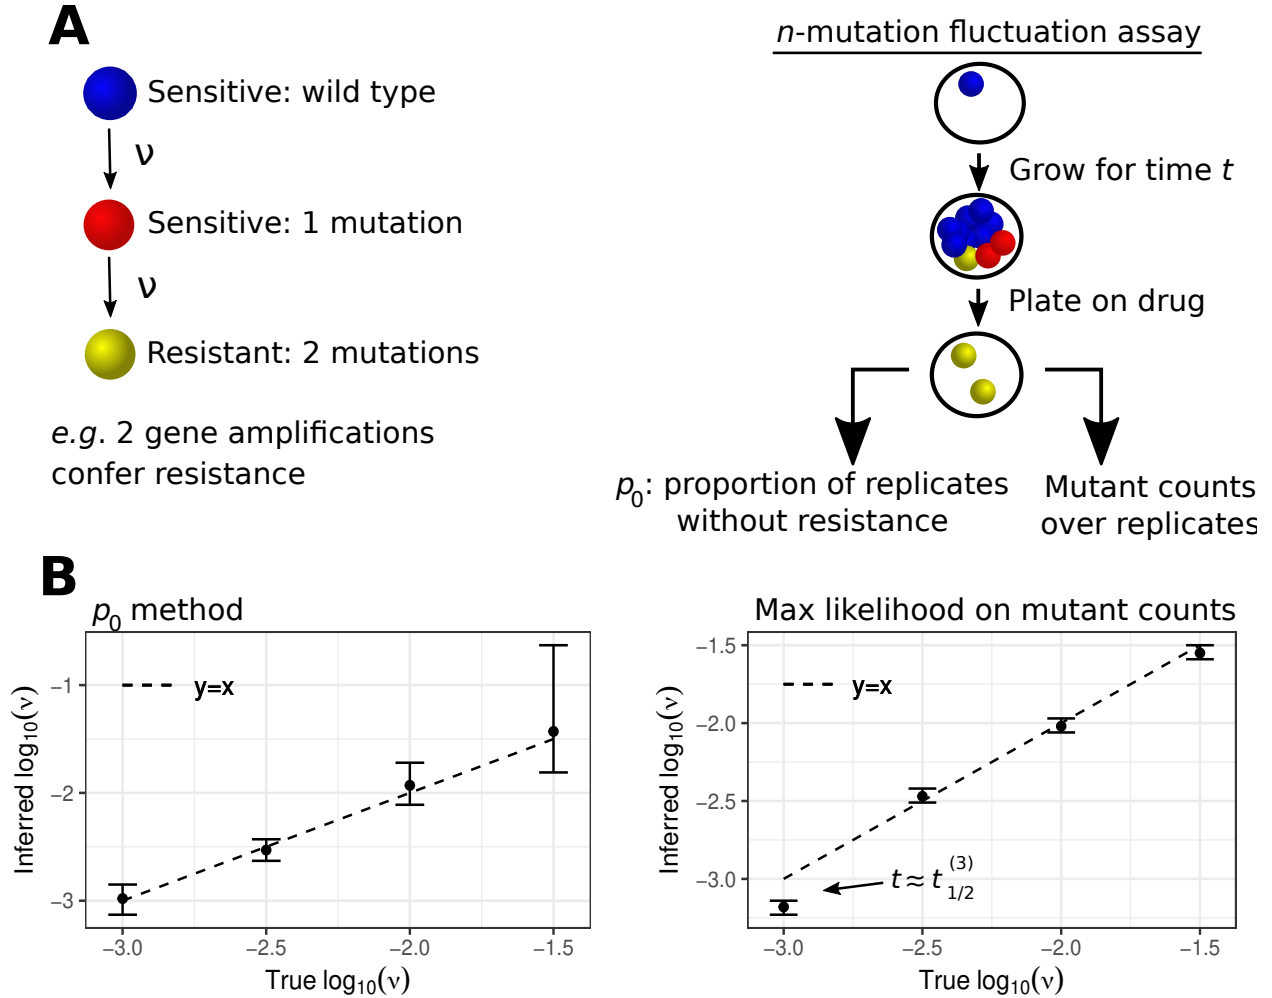 A
Sensitive: wild type
ν
Sensitive: 1 mutation
ν
Resistant: 2 mutations
e.g. 2 gene amplifications
confer resistance
n-mutation fluctuation assay
Grow for time t
Plate on drug
p0: proportion of replicates
without resistance
Mutant counts
over replicates
B
p0 method
y=x
−1
−2
−3
Inferred log10(ν)
−3.0 −2.5 −2.0 −1.5
True log10(ν)
Max likelihood on mutant counts
y=x
−1.5
−2.0
−2.5
−3.0
Inferred log10(ν)
t ≈ t1/2(3)
−3.0 −2.5 −2.0 −1.5
True log10(ν)